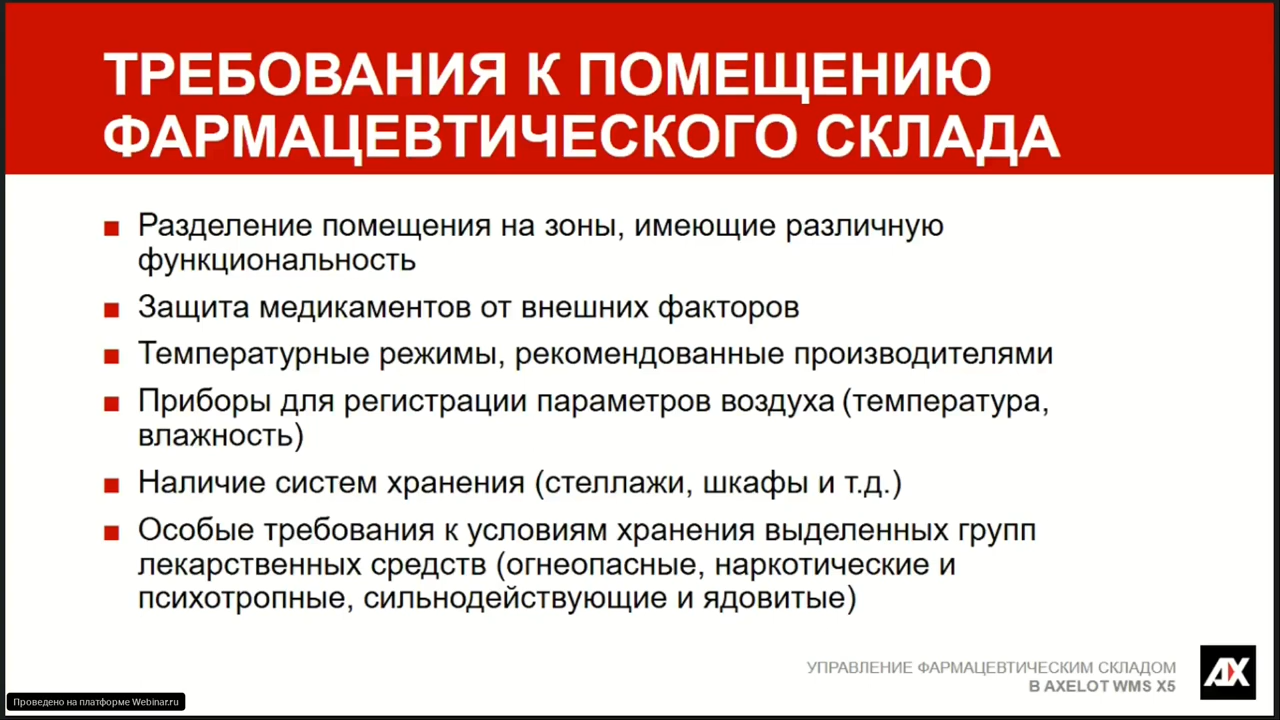 ТРЕБОВАНИЯ К ПОМЕЩЕНИЮ
ФАРМАЦЕВТИЧЕСКОГО СКЛАДА
Разделение помещения на зоны, имеющие различную
функциональность
Защита медикаментов от внешних факторов
Температурные режимы, рекомендованные производителями
Приборы для регистрации параметров воздуха (температура,
влажность)
Наличие систем хранения (стеллажи, шкафы и т.д.)
Особые требования к условиям хранения выделенных групп
лекарственных средств (огнеопасные, наркотические и
психотропные, сильнодействующие и ядовитые)
УПРАВЛЕНИЕ ФАРМАЦЕВТИЧЕСКИМ СКЛАДОМ
В AXELOT WMS X5
AX
Проведено на платформе Webinar.ru